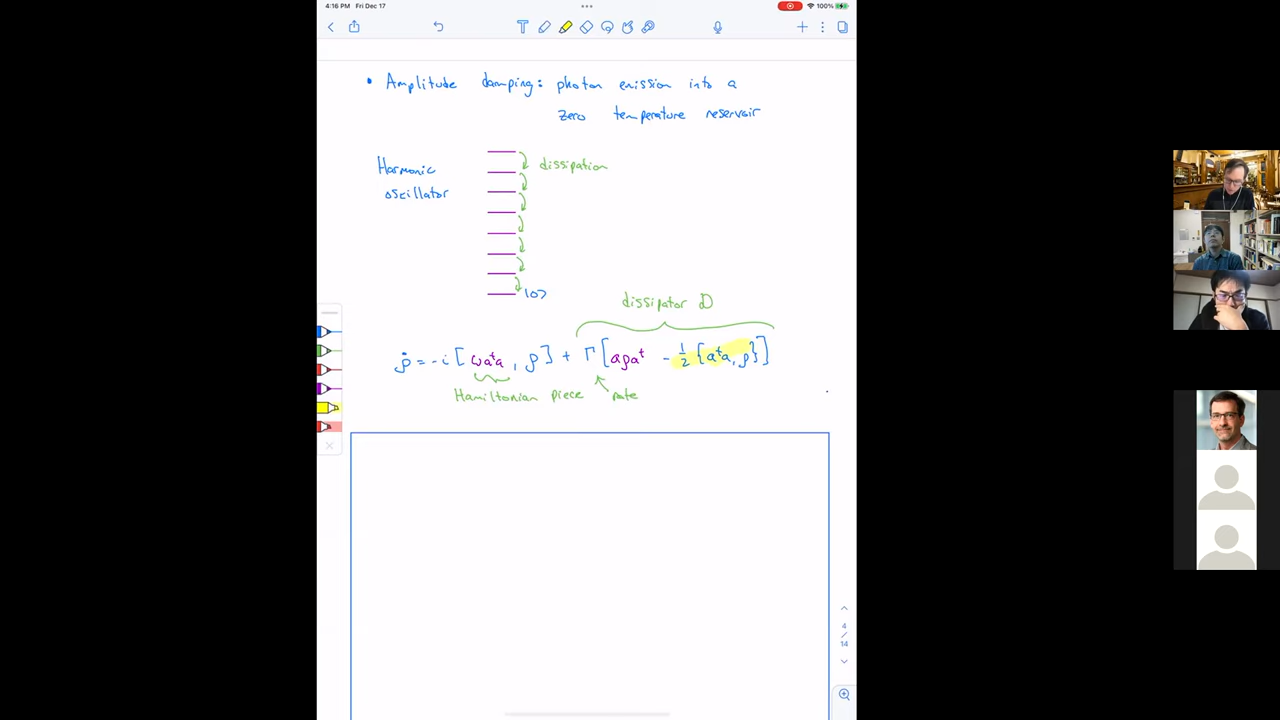 4:16 PM Fri Dec 17
100%
• Amplitude damping: photon emission into a
zero temperature reservoir
Harmonic
oscillator
dissipation
|0>
dissipator D
ρ̇ = -i [ωa†a, ρ] + Γ[aρa† - 1/2 {a†a, ρ}]
Hamiltonian piece
rate
4
/
14